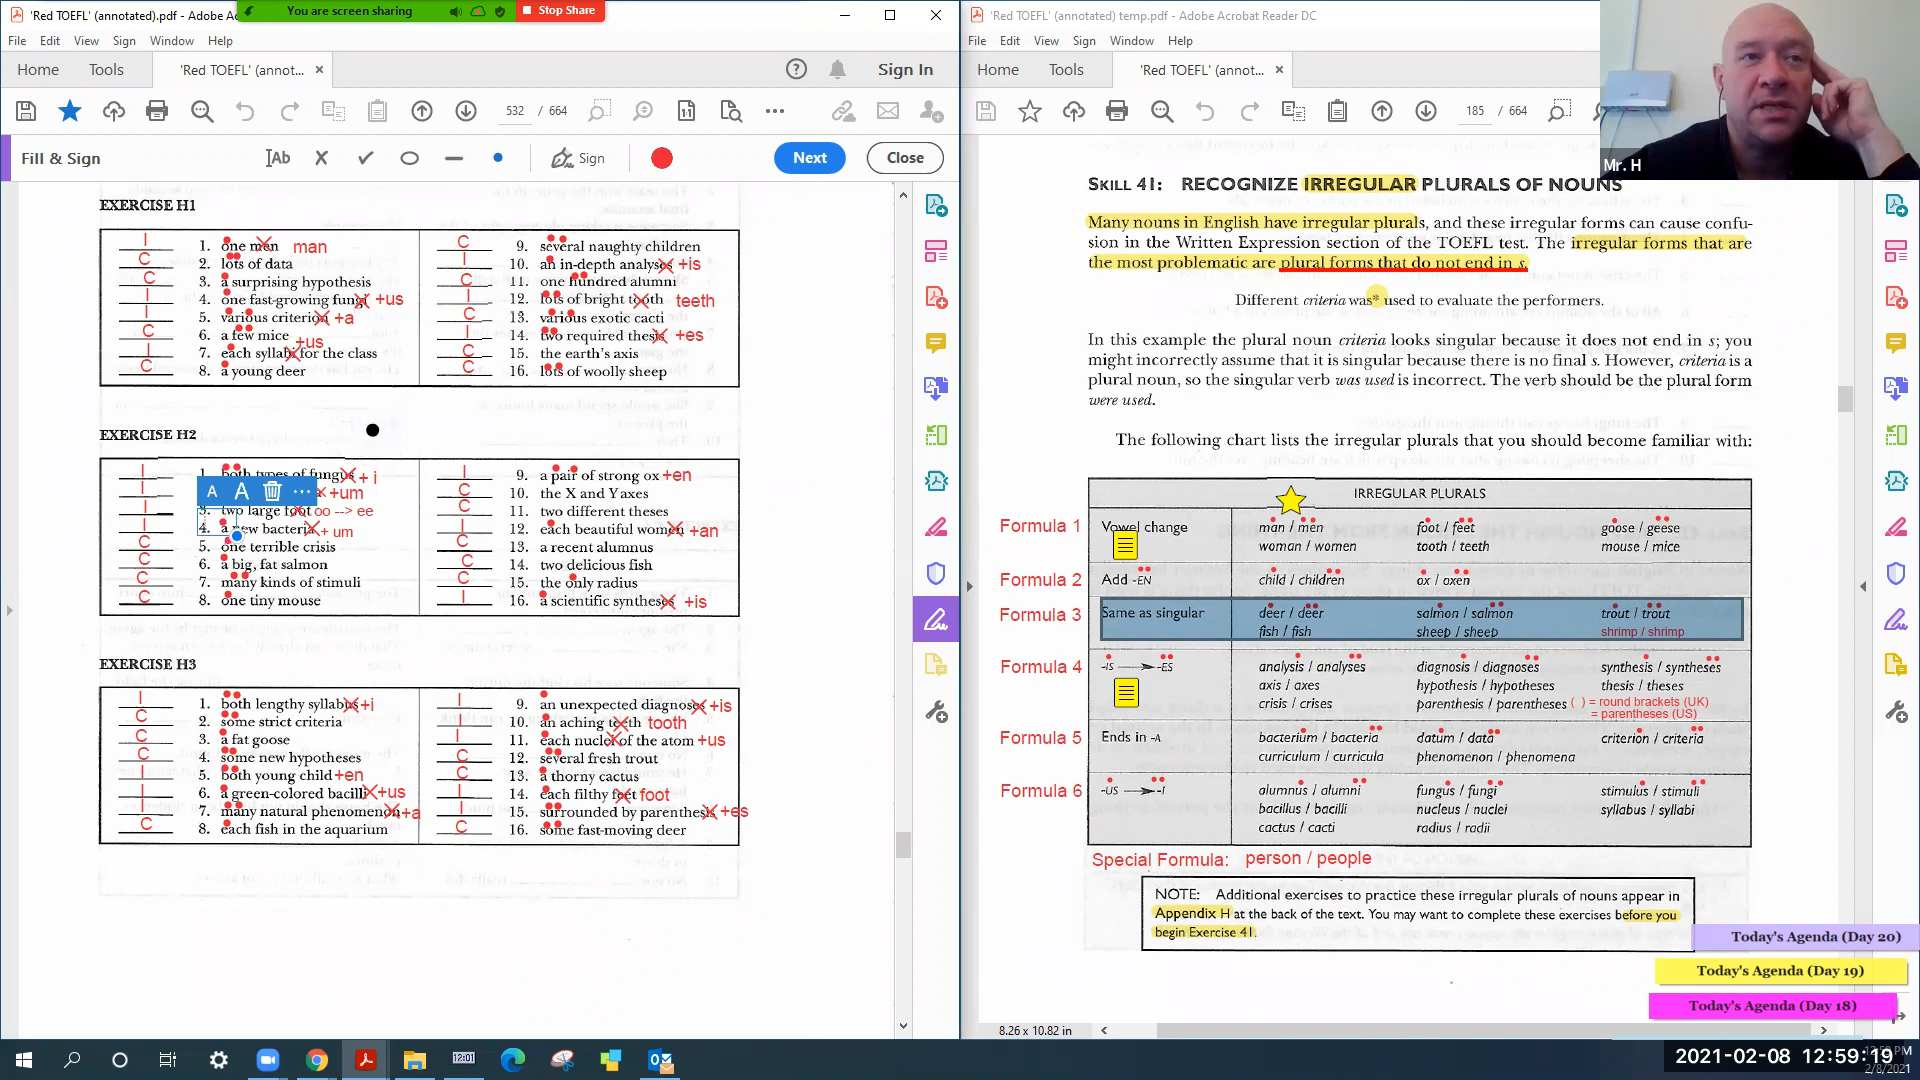 'Red TOEFL' (annotated).pdf - Adobe Ac
You are screen sharing
Stop Share
File Edit View Sign Window Help
Home Tools 'Red TOEFL' (annot... × Sign In
532 / 664
Fill & Sign Ab Sign Next Close
EXERCISE H1
I 1. one men man
C 2. lots of data
C 3. a surprising hypothesis
I 4. one fast-growing fungi +us
I 5. various criterion +a
C 6. a few mice
+us
I 7. each syllabi for the class
C 8. a young deer
C 9. several naughty children
I 10. an in-depth analyses +is
C 11. one hundred alumni
I 12. lots of bright tooth teeth
C 13. various exotic cacti
I 14. two required thesis +es
C 15. the earth's axis
C 16. lots of woolly sheep
EXERCISE H2
I 1. both types of fungus + i
I +um
I 3. two large foot oo --> ee
I 4. a new bacteria + um
C 5. one terrible crisis
C 6. a big, fat salmon
C 7. many kinds of stimuli
C 8. one tiny mouse
I 9. a pair of strong ox +en
C 10. the X and Y axes
C 11. two different theses
I 12. each beautiful women +an
C 13. a recent alumnus
C 14. two delicious fish
C 15. the only radius
I 16. a scientific syntheses +is
EXERCISE H3
I 1. both lengthy syllabus +i
C 2. some strict criteria
C 3. a fat goose
C 4. some new hypotheses
I 5. both young child +en
I 6. a green-colored bacilli +us
I 7. many natural phenomenon +a
C 8. each fish in the aquarium
I 9. an unexpected diagnoses +is
I 10. an aching teeth tooth
I 11. each nuclei of the atom +us
C 12. several fresh trout
C 13. a thorny cactus
I 14. each filthy feet foot
I 15. surrounded by parenthesis +es
C 16. some fast-moving deer
'Red TOEFL' (annotated) temp.pdf - Adobe Acrobat Reader DC
File Edit View Sign Window Help
Home Tools 'Red TOEFL' (annot... ×
185 / 664
Mr. H
SKILL 41: RECOGNIZE IRREGULAR PLURALS OF NOUNS
Many nouns in English have irregular plurals, and these irregular forms can cause confu-
sion in the Written Expression section of the TOEFL test. The irregular forms that are
the most problematic are plural forms that do not end in s.
Different criteria was* used to evaluate the performers.
In this example the plural noun criteria looks singular because it does not end in s; you
might incorrectly assume that it is singular because there is no final s. However, criteria is a
plural noun, so the singular verb was used is incorrect. The verb should be the plural form
were used.
The following chart lists the irregular plurals that you should become familiar with:
IRREGULAR PLURALS
Formula 1 Vowel change man / men foot / feet goose / geese
woman / women tooth / teeth mouse / mice
Formula 2 Add -EN child / children ox / oxen
Formula 3 Same as singular deer / deer salmon / salmon trout / trout
fish / fish sheep / sheep shrimp / shrimp
Formula 4 -IS → -ES analysis / analyses diagnosis / diagnoses synthesis / syntheses
axis / axes hypothesis / hypotheses thesis / theses
crisis / crises parenthesis / parentheses ( ) = round brackets (UK)
= parentheses (US)
Formula 5 Ends in -A bacterium / bacteria datum / data criterion / criteria
curriculum / curricula phenomenon / phenomena
Formula 6 -US → -I alumnus / alumni fungus / fungi stimulus / stimuli
bacillus / bacilli nucleus / nuclei syllabus / syllabi
cactus / cacti radius / radii
Special Formula: person / people
NOTE: Additional exercises to practice these irregular plurals of nouns appear in
Appendix H at the back of the text. You may want to complete these exercises before you
begin Exercise 41.
Today's Agenda (Day 20)
Today's Agenda (Day 19)
Today's Agenda (Day 18)
8.26 x 10.82 in
12:01
2021-02-08 12:59:19
2/8/2021